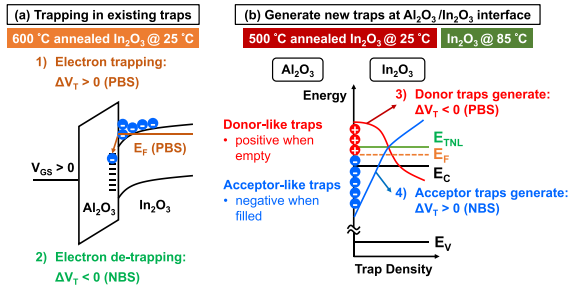 (a) Trapping in existing traps
600 °C annealed In₂O₃ @ 25 °C
1) Electron trapping:
ΔV_T > 0 (PBS)
E_F (PBS)
V_GS > 0
Al₂O₃
In₂O₃
2) Electron de-trapping:
ΔV_T < 0 (NBS)
(b) Generate new traps at Al₂O₃/In₂O₃ interface
500 °C annealed In₂O₃ @ 25 °C
In₂O₃ @ 85 °C
Al₂O₃
In₂O₃
Energy
3) Donor traps generate:
ΔV_T < 0 (PBS)
Donor-like traps
• positive when
empty
E_TNL
E_F
E_C
Acceptor-like traps
• negative when
filled
4) Acceptor traps generate:
ΔV_T > 0 (NBS)
E_V
Trap Density